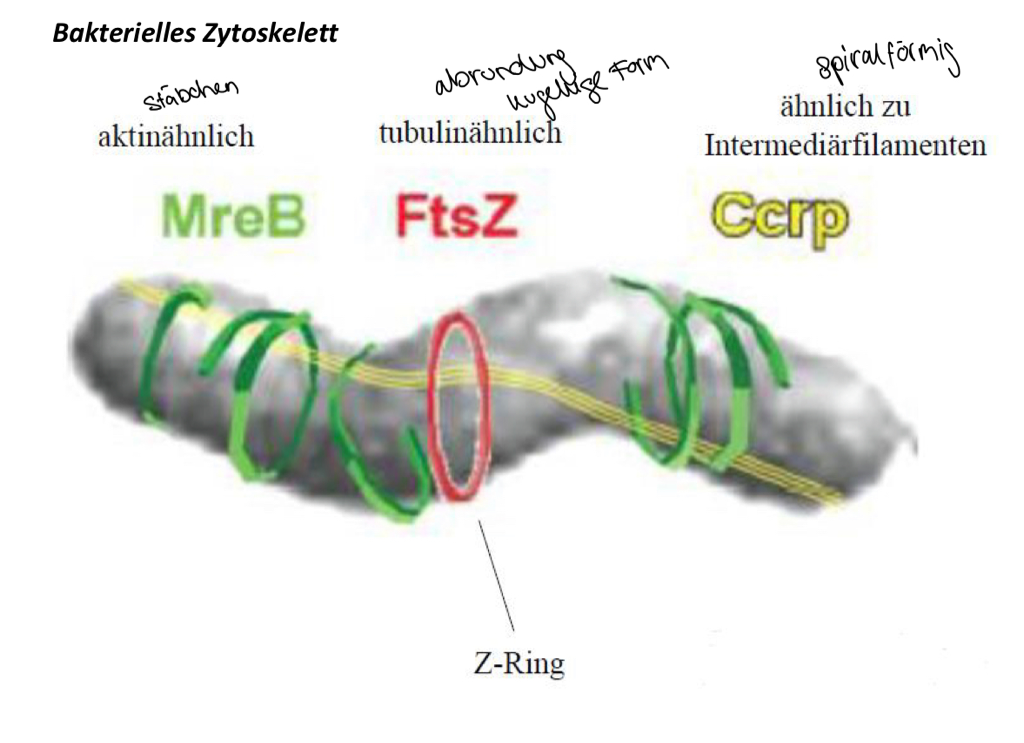 Bakterielles Zytoskelett
stäbchen
aktinähnlich
abrundung
kugelige Form
tubulinähnlich
spiralförmig
ähnlich zu
Intermediärfilamenten
MreB
FtsZ
Ccrp
Z-Ring